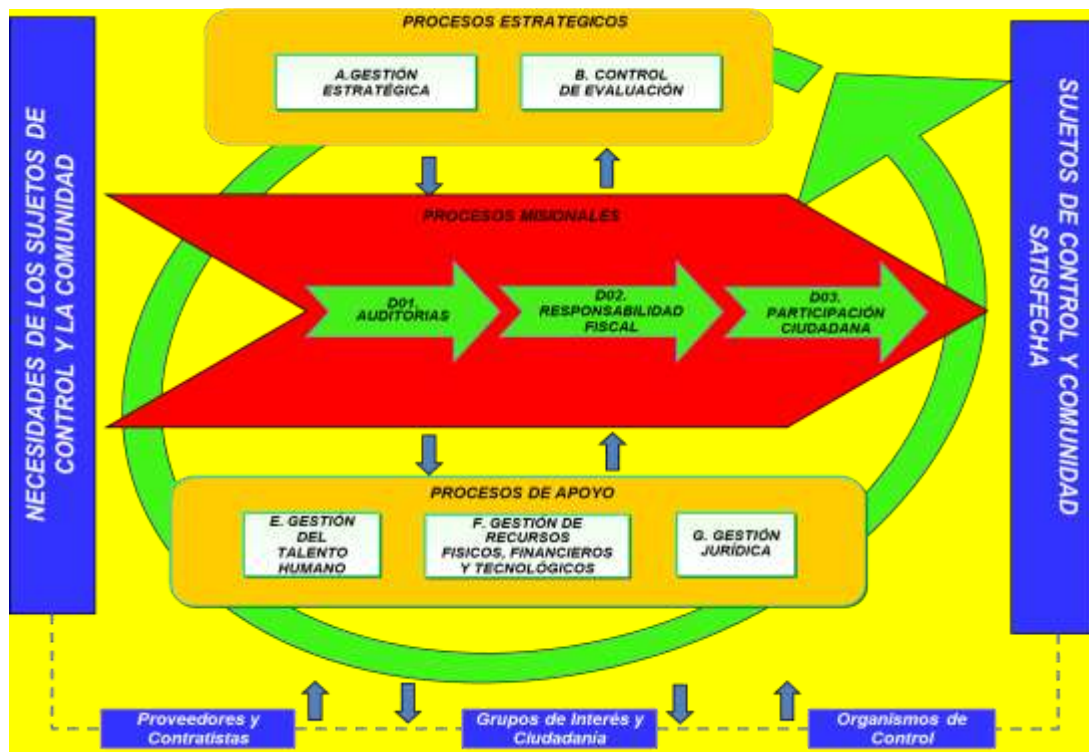 PROCESOS ESTRATEGICOS
A.GESTIÓN
ESTRATÉGICA
B. CONTROL
DE EVALUACIÓN
NECESIDADES DE LOS SUJETOS DE
CONTROL Y LA COMUNIDAD
PROCESOS MISIONALES
D01.
AUDITORIAS
D02.
RESPONSABILIDAD
FISCAL
D03.
PARTICIPACIÓN
CIUDADANA
SUJETOS DE CONTROL Y COMUNIDAD
SATISFECHA
PROCESOS DE APOYO
E. GESTIÓN
DEL
TALENTO
HUMANO
F. GESTIÓN DE
RECURSOS
FISICOS, FINANCIEROS
Y TECNOLÓGICOS
G. GESTIÓN
JURÍDICA
Proveedores y
Contratistas
Grupos de Interés y
Ciudadanía
Organismos de
Control